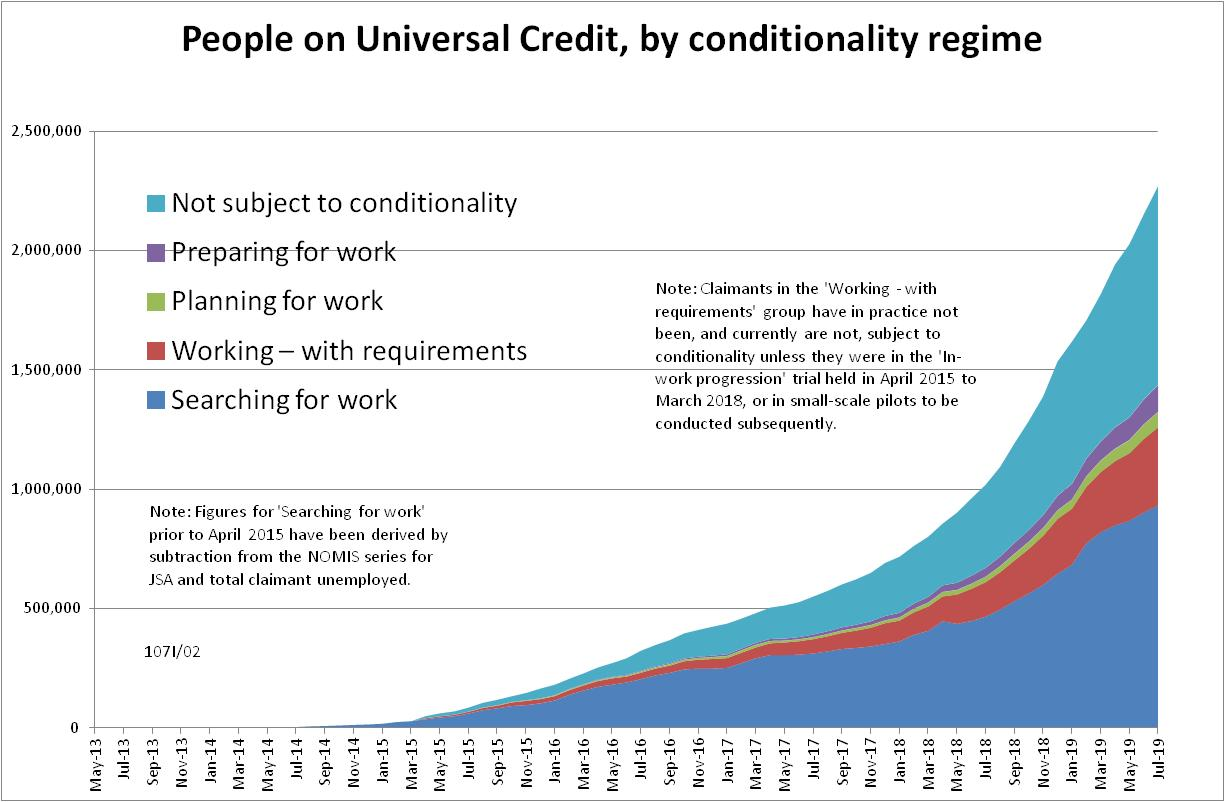 People on Universal Credit, by conditionality regime
2,500,000
2,000,000
1,500,000
1,000,000
500,000
0
Not subject to conditionality
Preparing for work
Planning for work
Working – with requirements
Searching for work
Note: Claimants in the 'Working - with
requirements' group have in practice not
been, and currently are not, subject to
conditionality unless they were in the 'In-
work progression' trial held in April 2015 to
March 2018, or in small-scale pilots to be
conducted subsequently.
Note: Figures for 'Searching for work'
prior to April 2015 have been derived by
subtraction from the NOMIS series for
JSA and total claimant unemployed.
107I/02
May-13
Jul-13
Sep-13
Nov-13
Jan-14
Mar-14
May-14
Jul-14
Sep-14
Nov-14
Jan-15
Mar-15
May-15
Jul-15
Sep-15
Nov-15
Jan-16
Mar-16
May-16
Jul-16
Sep-16
Nov-16
Jan-17
Mar-17
May-17
Jul-17
Sep-17
Nov-17
Jan-18
Mar-18
May-18
Jul-18
Sep-18
Nov-18
Jan-19
Mar-19
May-19
Jul-19